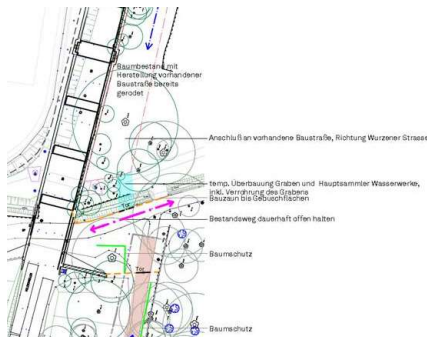 Baumbestand mit
Herstellung vorhandener
Baustraße bereits
gerodet
Anschluß an vorhandene Baustraße, Richtung Wurzener Strasse
temp. Überbauung Graben und Hauptsammler Wasserwerke,
inkl. Verrohrung des Grabens
Bauzaun bis Gebüschflächen
Tor
Bestandsweg dauerhaft offen halten
Baumschutz
Tor
Baumschutz